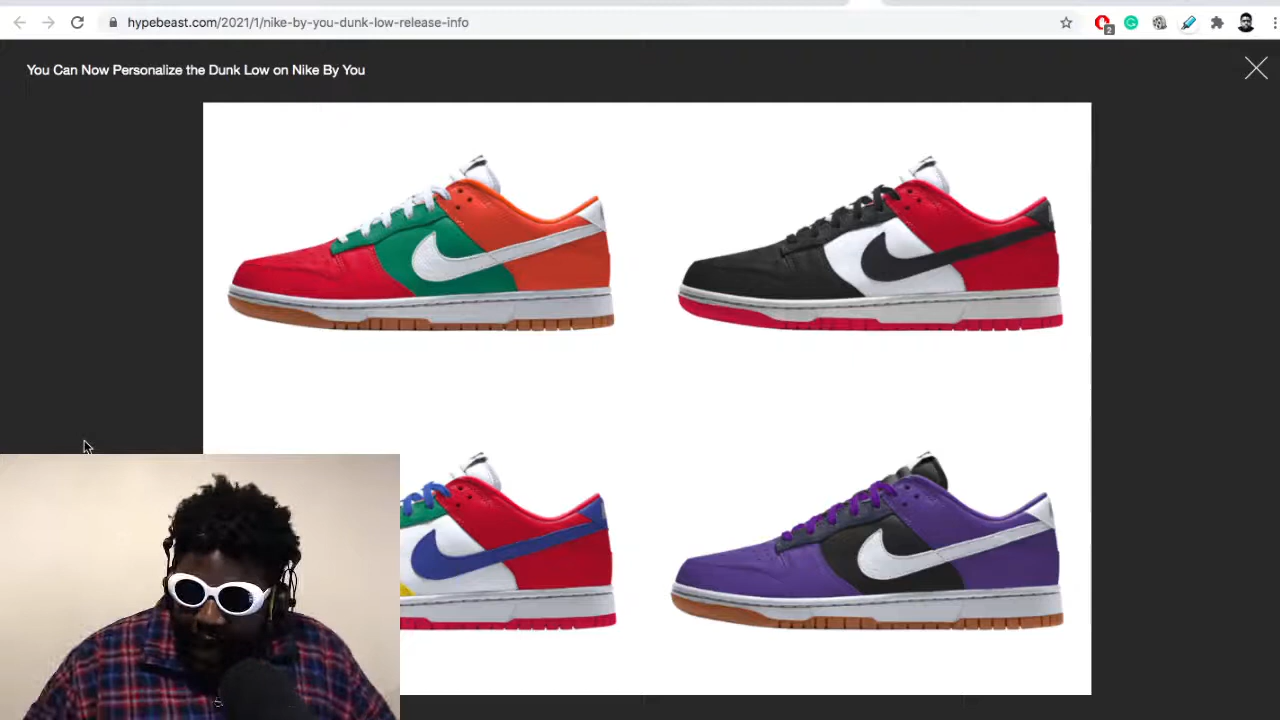 hypebeast.com/2021/1/nike-by-you-dunk-low-release-info
2
You Can Now Personalize the Dunk Low on Nike By You